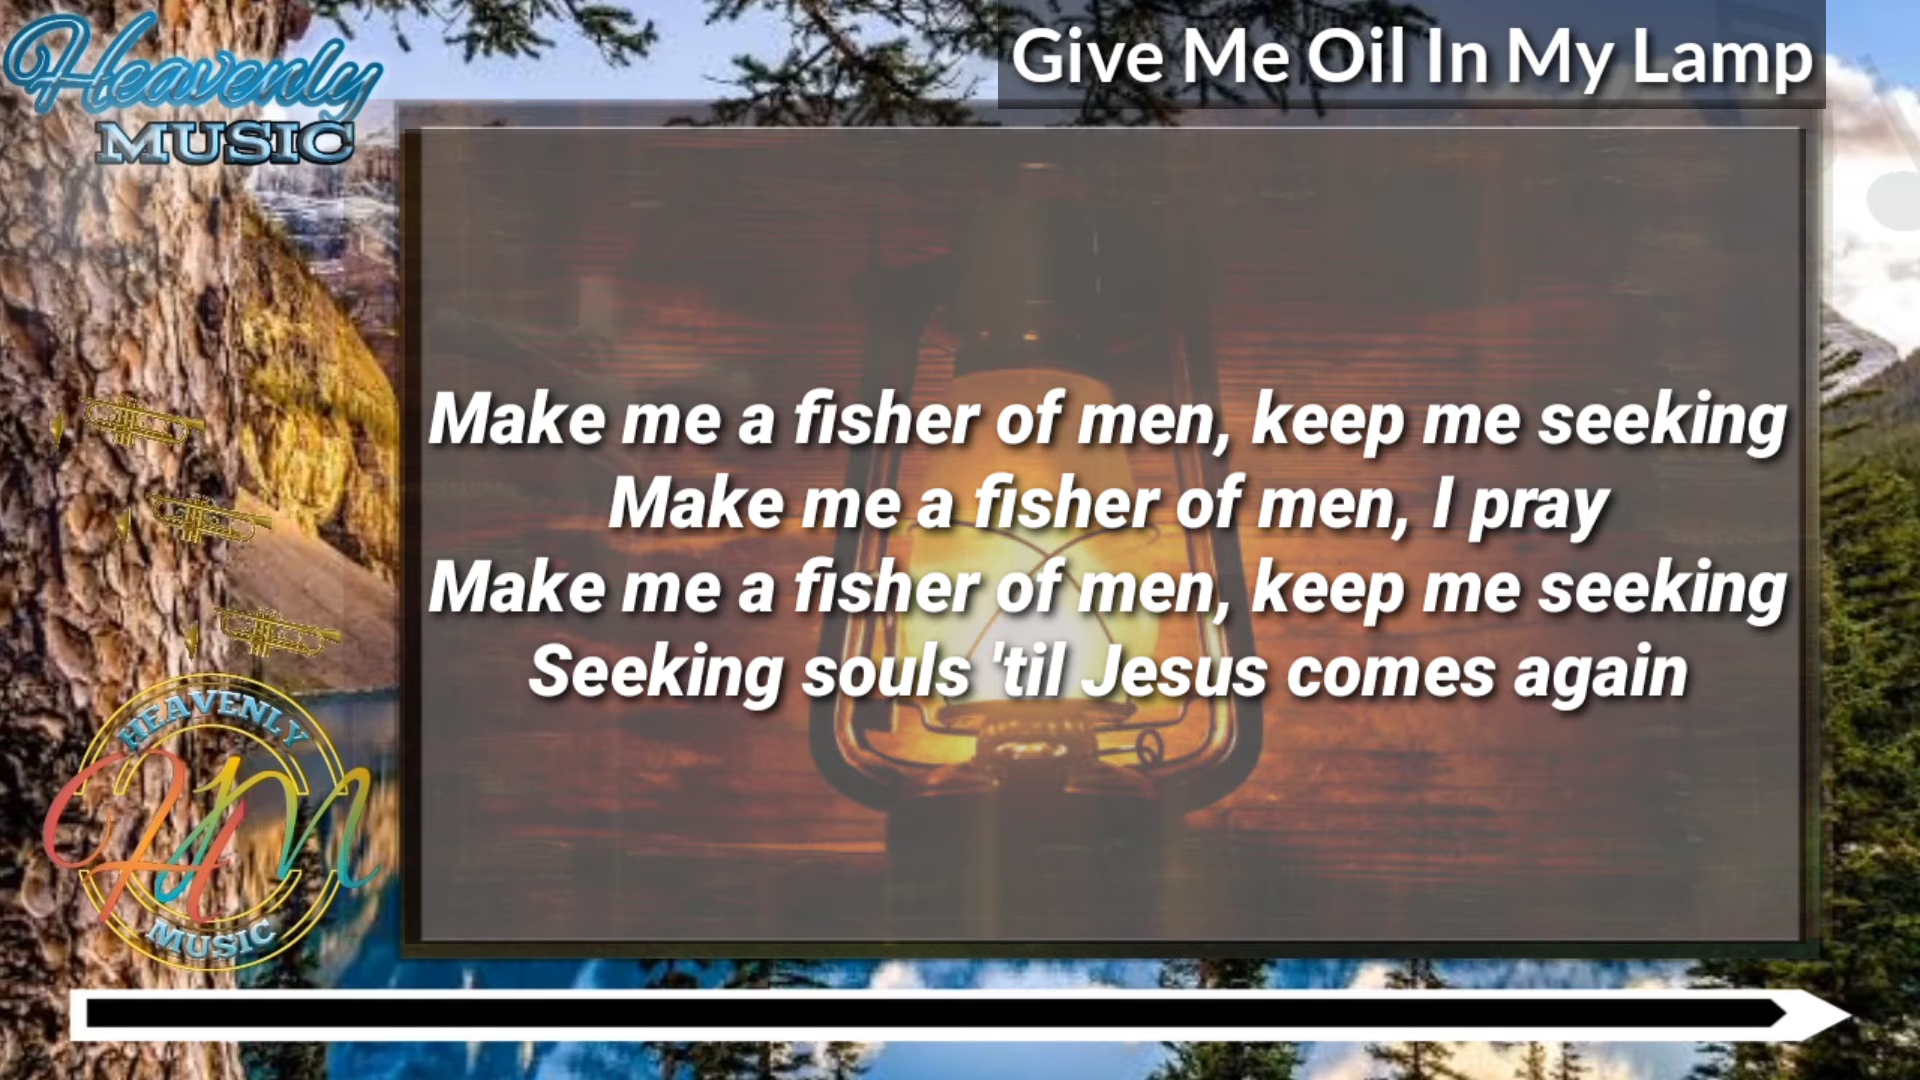 Heavenly
MUSIC
Give Me Oil In My Lamp
Make me a fisher of men, keep me seeking
Make me a fisher of men, I pray
Make me a fisher of men, keep me seeking
Seeking souls 'til Jesus comes again
HEAVENLY
HM
MUSIC